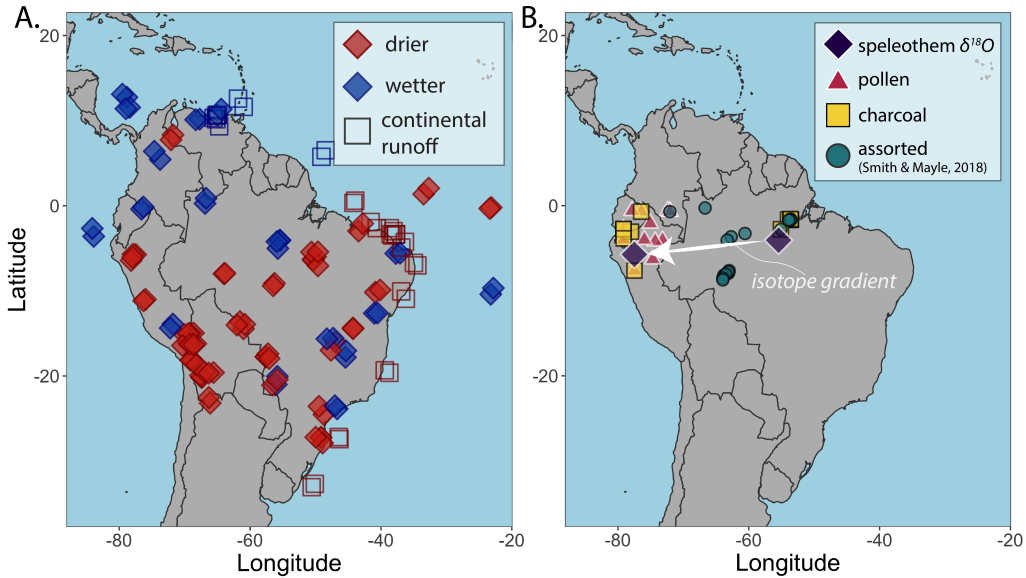 A.
drier
wetter
continental
runoff
20
0
-20
Latitude
-80
-60
-40
-20
Longitude
B.
speleothem δ18O
pollen
charcoal
assorted
(Smith & Mayle, 2018)
isotope gradient
20
0
-20
-80
-60
-40
-20
Longitude